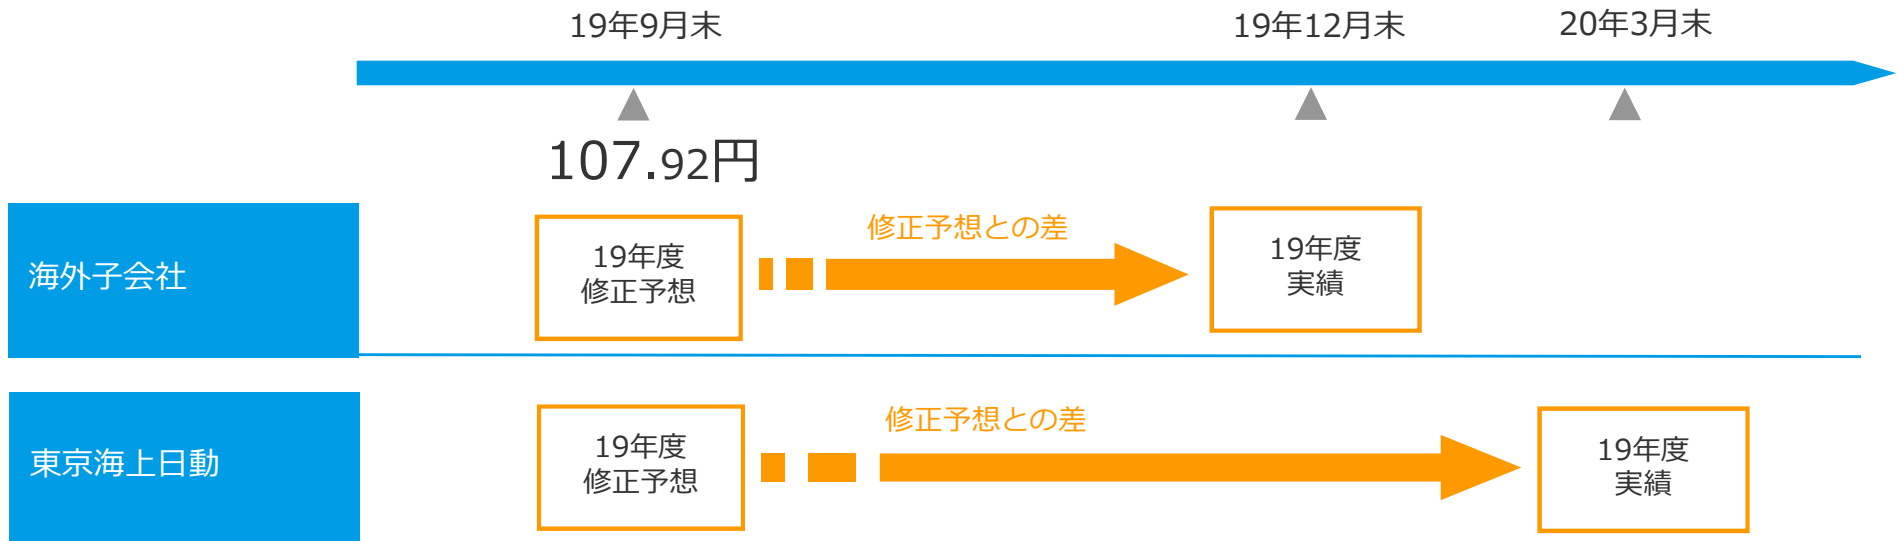 19年9月末
19年12月末
20年3月末
107.92円
海外子会社
19年度
修正予想
修正予想との差
19年度
実績
東京海上日動
19年度
修正予想
修正予想との差
19年度
実績